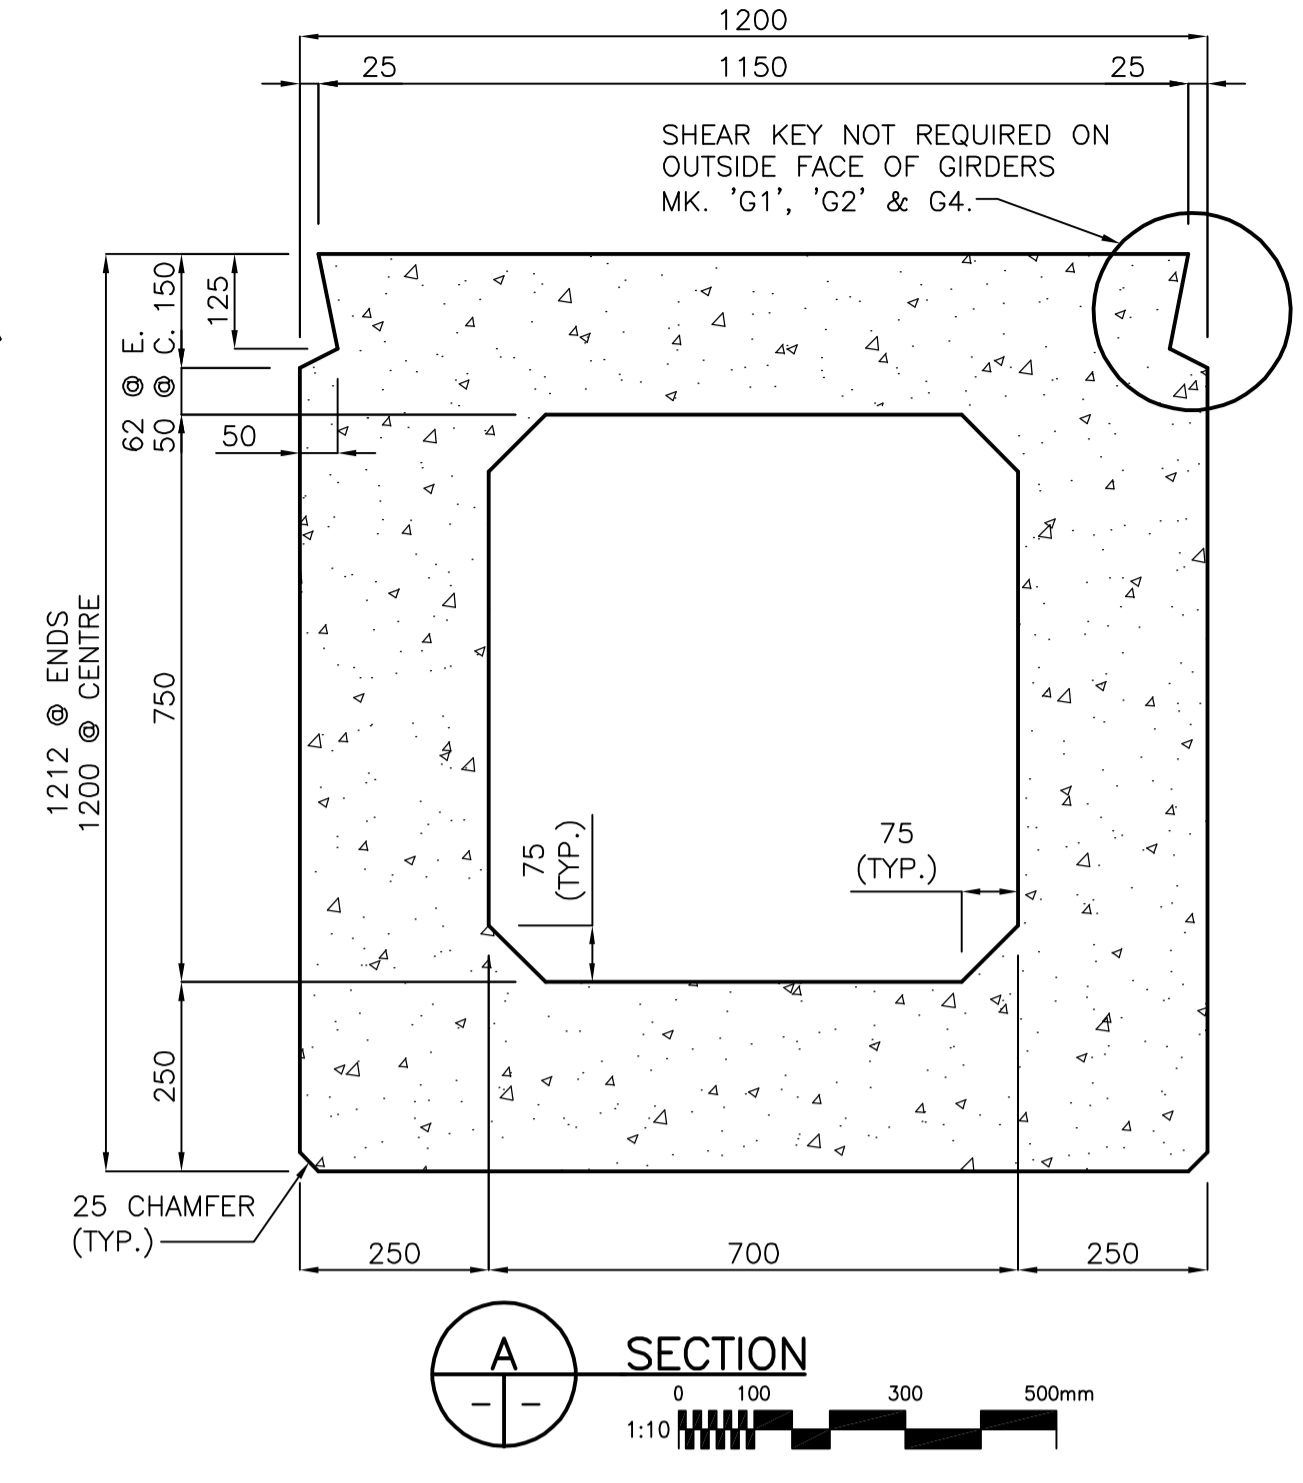 1200
25
1150
25
SHEAR KEY NOT REQUIRED ON
OUTSIDE FACE OF GIRDERS
MK. 'G1', 'G2' & G4.
150
125
62 @ E.
50 @ C.
50
1212 @ ENDS
1200 @ CENTRE
750
75
(TYP.)
75
(TYP.)
250
25 CHAMFER
(TYP.)
250
700
250
A
- -
SECTION
0 100 300 500mm
1:10